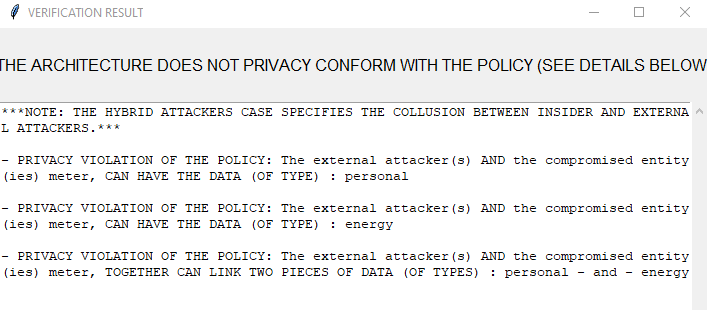 VERIFICATION RESULT
THE ARCHITECTURE DOES NOT PRIVACY CONFORM WITH THE POLICY (SEE DETAILS BELOW
***NOTE: THE HYBRID ATTACKERS CASE SPECIFIES THE COLLUSION BETWEEN INSIDER AND EXTERNA
L ATTACKERS.***
- PRIVACY VIOLATION OF THE POLICY: The external attacker(s) AND the compromised entity
(ies) meter, CAN HAVE THE DATA (OF TYPE) : personal
- PRIVACY VIOLATION OF THE POLICY: The external attacker(s) AND the compromised entity
(ies) meter, CAN HAVE THE DATA (OF TYPE) : energy
- PRIVACY VIOLATION OF THE POLICY: The external attacker(s) AND the compromised entity
(ies) meter, TOGETHER CAN LINK TWO PIECES OF DATA (OF TYPES) : personal - and - energy